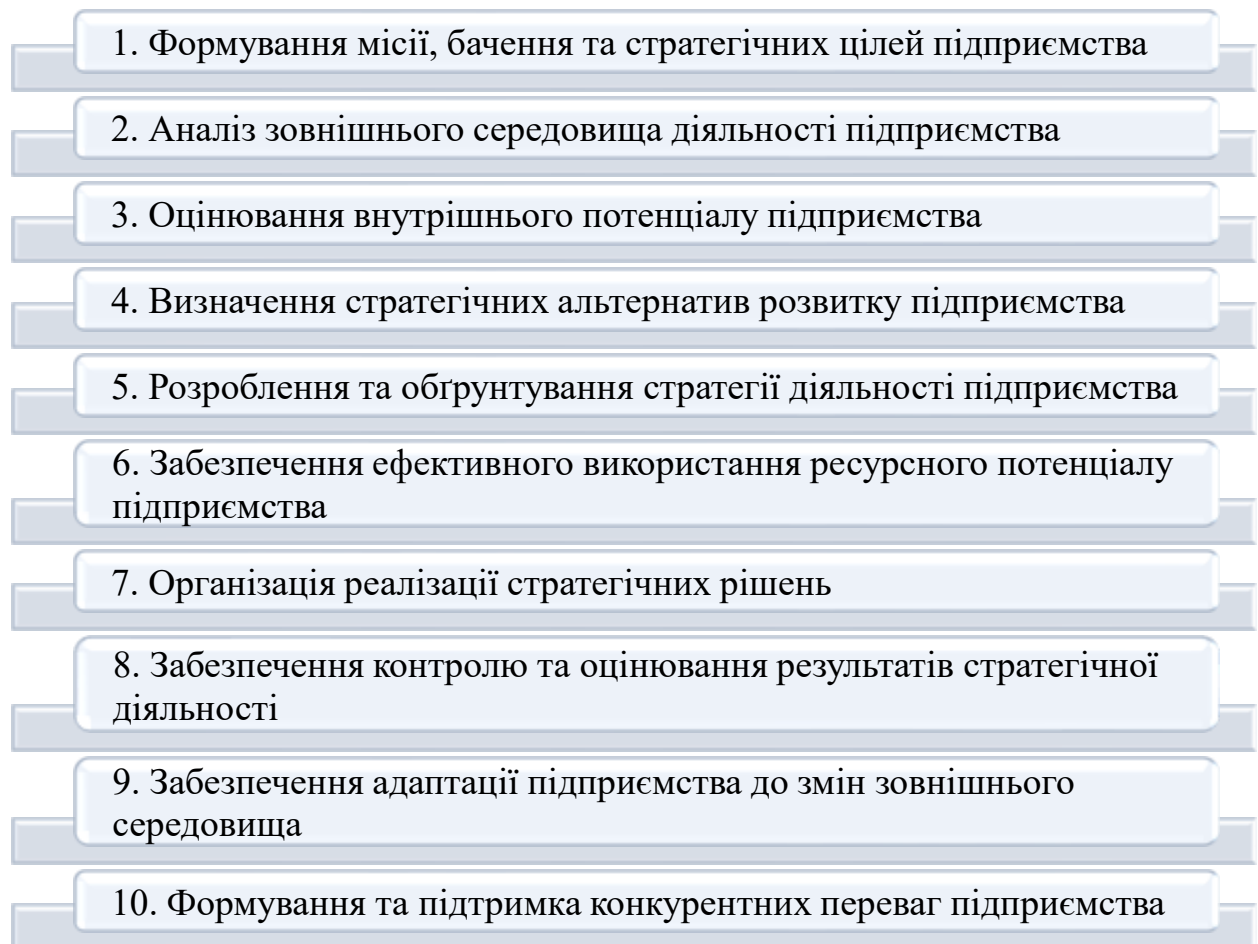 1. Формування місії, бачення та стратегічних цілей підприємства
2. Аналіз зовнішнього середовища діяльності підприємства
3. Оцінювання внутрішнього потенціалу підприємства
4. Визначення стратегічних альтернатив розвитку підприємства
5. Розроблення та обґрунтування стратегії діяльності підприємства
6. Забезпечення ефективного використання ресурсного потенціалу
підприємства
7. Організація реалізації стратегічних рішень
8. Забезпечення контролю та оцінювання результатів стратегічної
діяльності
9. Забезпечення адаптації підприємства до змін зовнішнього
середовища
10. Формування та підтримка конкурентних переваг підприємства